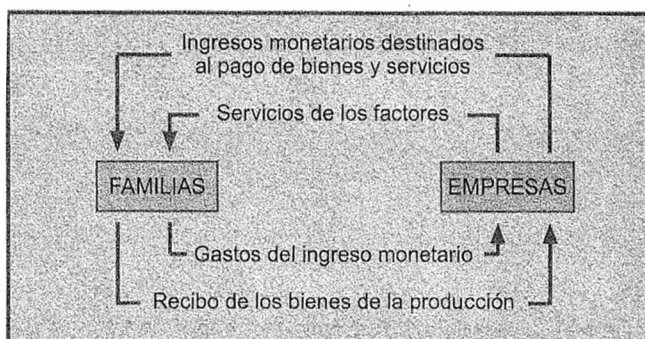 Ingresos monetarios destinados
al pago de bienes y servicios
Servicios de los factores
FAMILIAS
EMPRESAS
Gastos del ingreso monetario
Recibo de los bienes de la producción